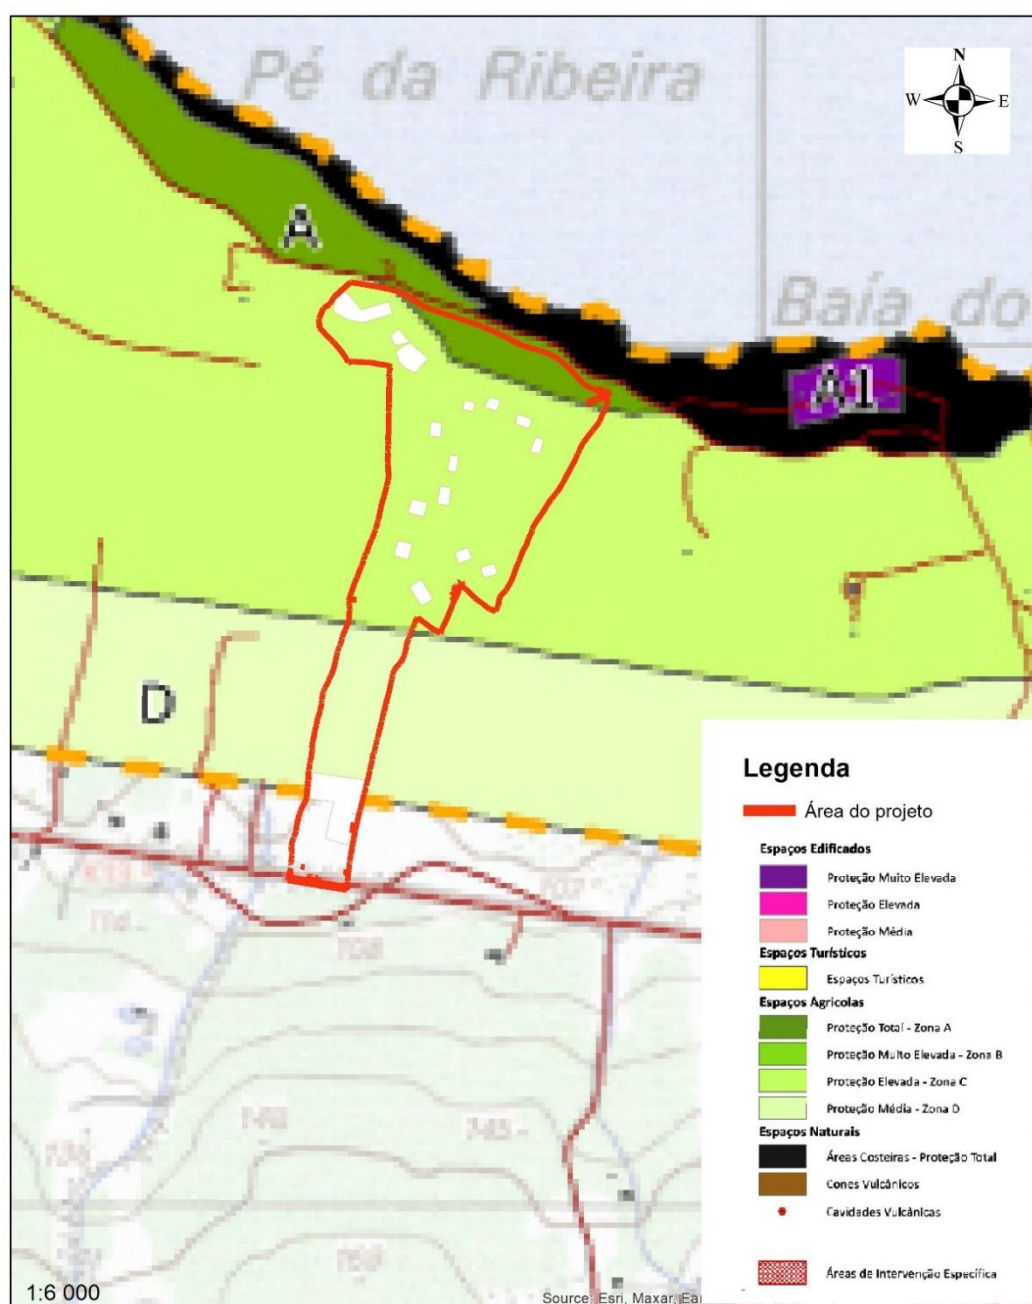 Pé da Ribeira
N
W E
S
A
Baía do
A1
D
Legenda
Área do projeto
Espaços Edificados
Proteção Muito Elevada
Proteção Elevada
Proteção Média
Espaços Turísticos
Espaços Turísticos
Espaços Agrícolas
Proteção Total - Zona A
Proteção Muito Elevada - Zona B
Proteção Elevada - Zona C
Proteção Média - Zona D
Espaços Naturais
Áreas Costeiras - Proteção Total
Cones Vulcânicos
Cavidades Vulcânicas
Áreas de Intervenção Específica
1:6 000
Source: Esri, Maxar, Ear